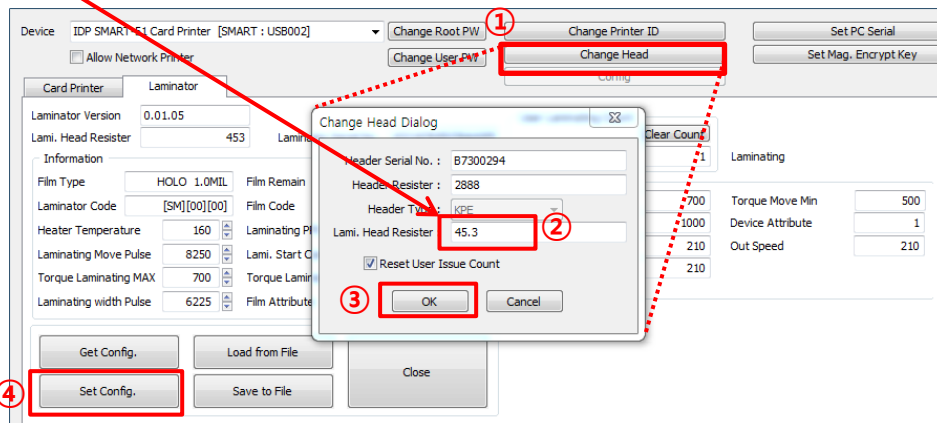 ①
Device IDP SMART-51 Card Printer [SMART : USB002] Change Root PW Change Printer ID Set PC Serial
Allow Network Printer Change User PW Change Head Set Mag. Encrypt Key
Config
Card Printer Laminator
Laminator Version 0.01.05
Change Head Dialog
Lami. Head Resister 453 Clear Count
Information Header Serial No. : B7300294 1 Laminating
Film Type HOLO 1.0MIL Film Remain Header Resister : 2888
Laminator Code [SM][00][00] Film Code Header Type : KPE 700 Torque Move Min 500
Heater Temperature 160 Laminating Lami. Head Resister 45.3 ② 1000 Device Attribute 1
Laminating Move Pulse 8250 Lami. Start Reset User Issue Count 210 Out Speed 210
Torque Laminating MAX 700 Torque 210
Laminating width Pulse 6225 Film Attribute ③ OK Cancel
Get Config. Load from File
Close
④ Set Config. Save to File